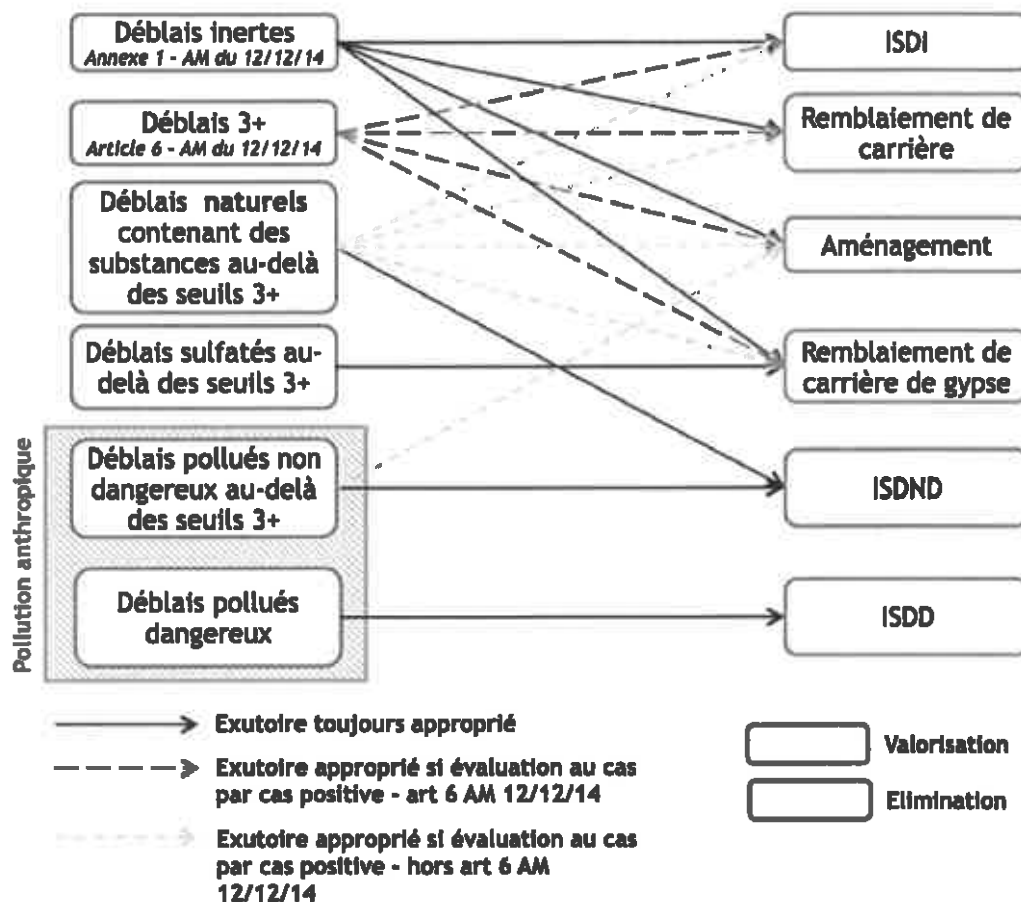 Déblais inertes
Annexe 1 - AM du 12/12/14
Déblais 3+
Article 6 - AM du 12/12/14
Déblais naturels
contenant des
substances au-delà
des seuils 3+
Déblais sulfatés au-
delà des seuils 3+
Pollution anthropique
Déblais pollués non
dangereux au-delà
des seuils 3+
Déblais pollués
dangereux
ISDI
Remblaiement de
carrière
Aménagement
Remblaiement de
carrière de gypse
ISDND
ISDD
Exutoire toujours approprié
Exutoire approprié si évaluation au cas
par cas positive - art 6 AM 12/12/14
Exutoire approprié si évaluation au cas
par cas positive - hors art 6 AM
12/12/14
Valorisation
Elimination